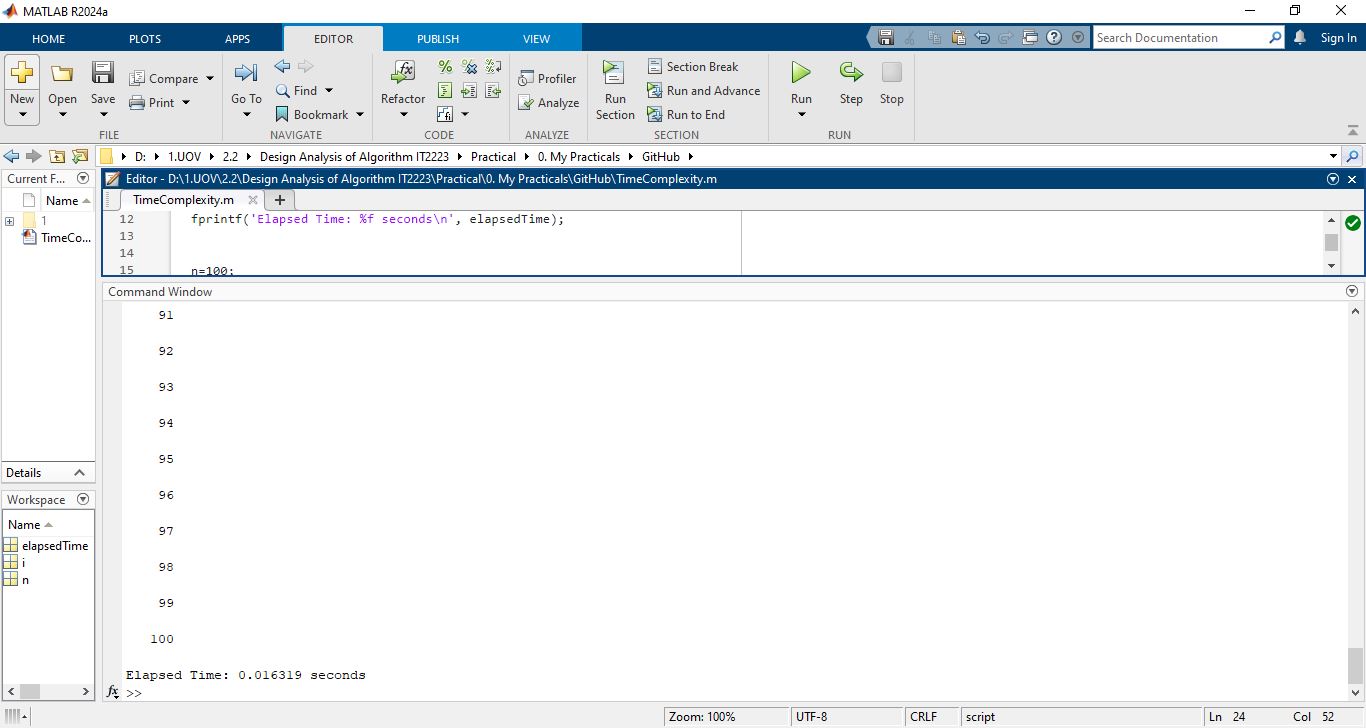 MATLAB R2024a
HOME PLOTS APPS EDITOR PUBLISH VIEW Search Documentation Sign In
New Open Save Compare Print Go To Find Bookmark Refactor Profiler Analyze Run Section Section Break Run and Advance Run to End Run Step Stop
FILE NAVIGATE CODE ANALYZE SECTION RUN
D: 1.UOV 2.2 Design Analysis of Algorithm IT2223 Practical 0. My Practicals GitHub
Current F...
Name
1
TimeCo...
Details
Workspace
Name
elapsedTime
i
n
Editor - D:\1.UOV\2.2\Design Analysis of Algorithm IT2223\Practical\0. My Practicals\GitHub\TimeComplexity.m
TimeComplexity.m
12 fprintf('Elapsed Time: %f seconds\n', elapsedTime);
13
14
15 n=100;
Command Window
91
92
93
94
95
96
97
98
99
100
Elapsed Time: 0.016319 seconds
fx >>
Zoom: 100% UTF-8 CRLF script Ln 24 Col 52